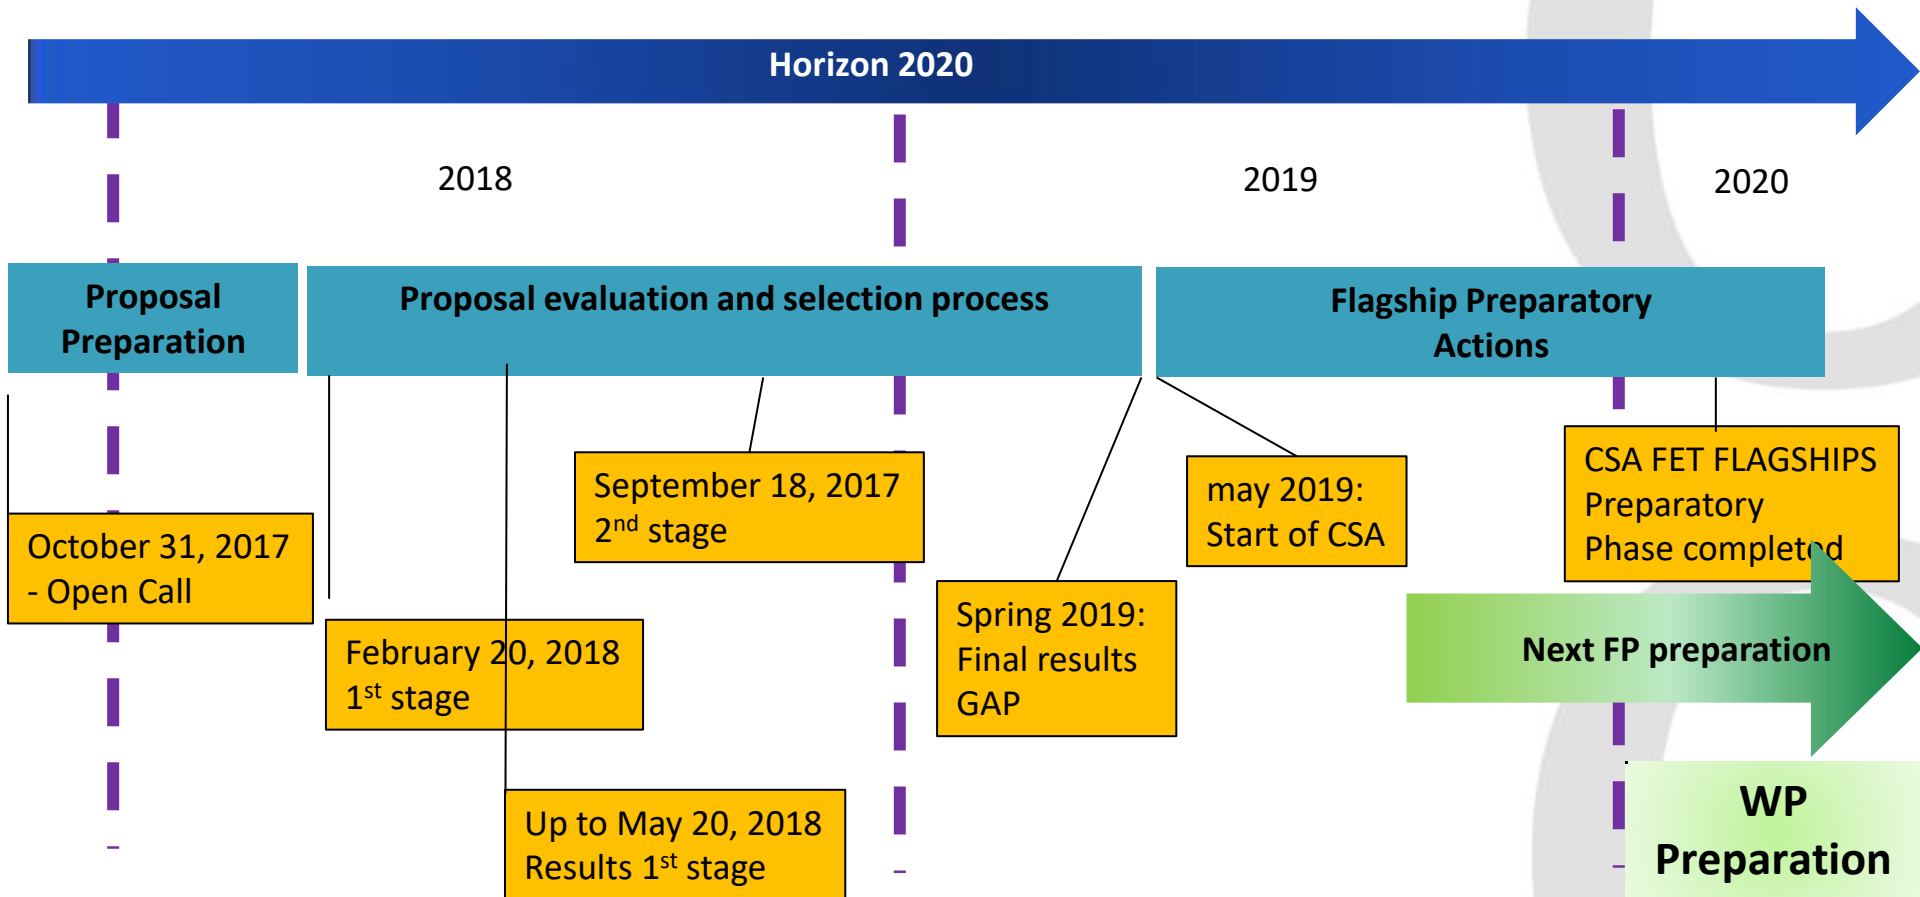 Horizon 2020
2018
2019
2020
Proposal
Preparation
Proposal evaluation and selection process
Flagship Preparatory
Actions
October 31, 2017
- Open Call
February 20, 2018
1st stage
Up to May 20, 2018
Results 1st stage
September 18, 2017
2nd stage
Spring 2019:
Final results
GAP
may 2019:
Start of CSA
CSA FET FLAGSHIPS
Preparatory
Phase completed
Next FP preparation
WP
Preparation